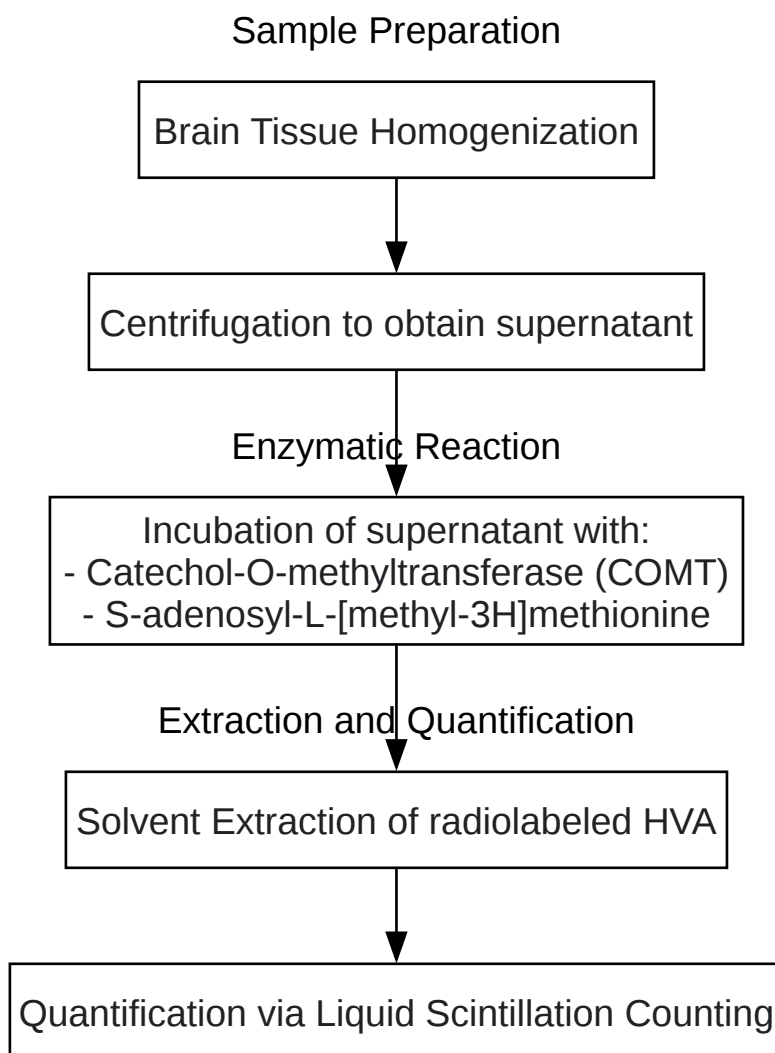 Sample Preparation
Brain Tissue Homogenization
Centrifugation to obtain supernatant
Enzymatic Reaction
Incubation of supernatant with:
- Catechol-O-methyltransferase (COMT)
- S-adenosyl-L-[methyl-3H]methionine
Extraction and Quantification
Solvent Extraction of radiolabeled HVA
Quantification via Liquid Scintillation Counting